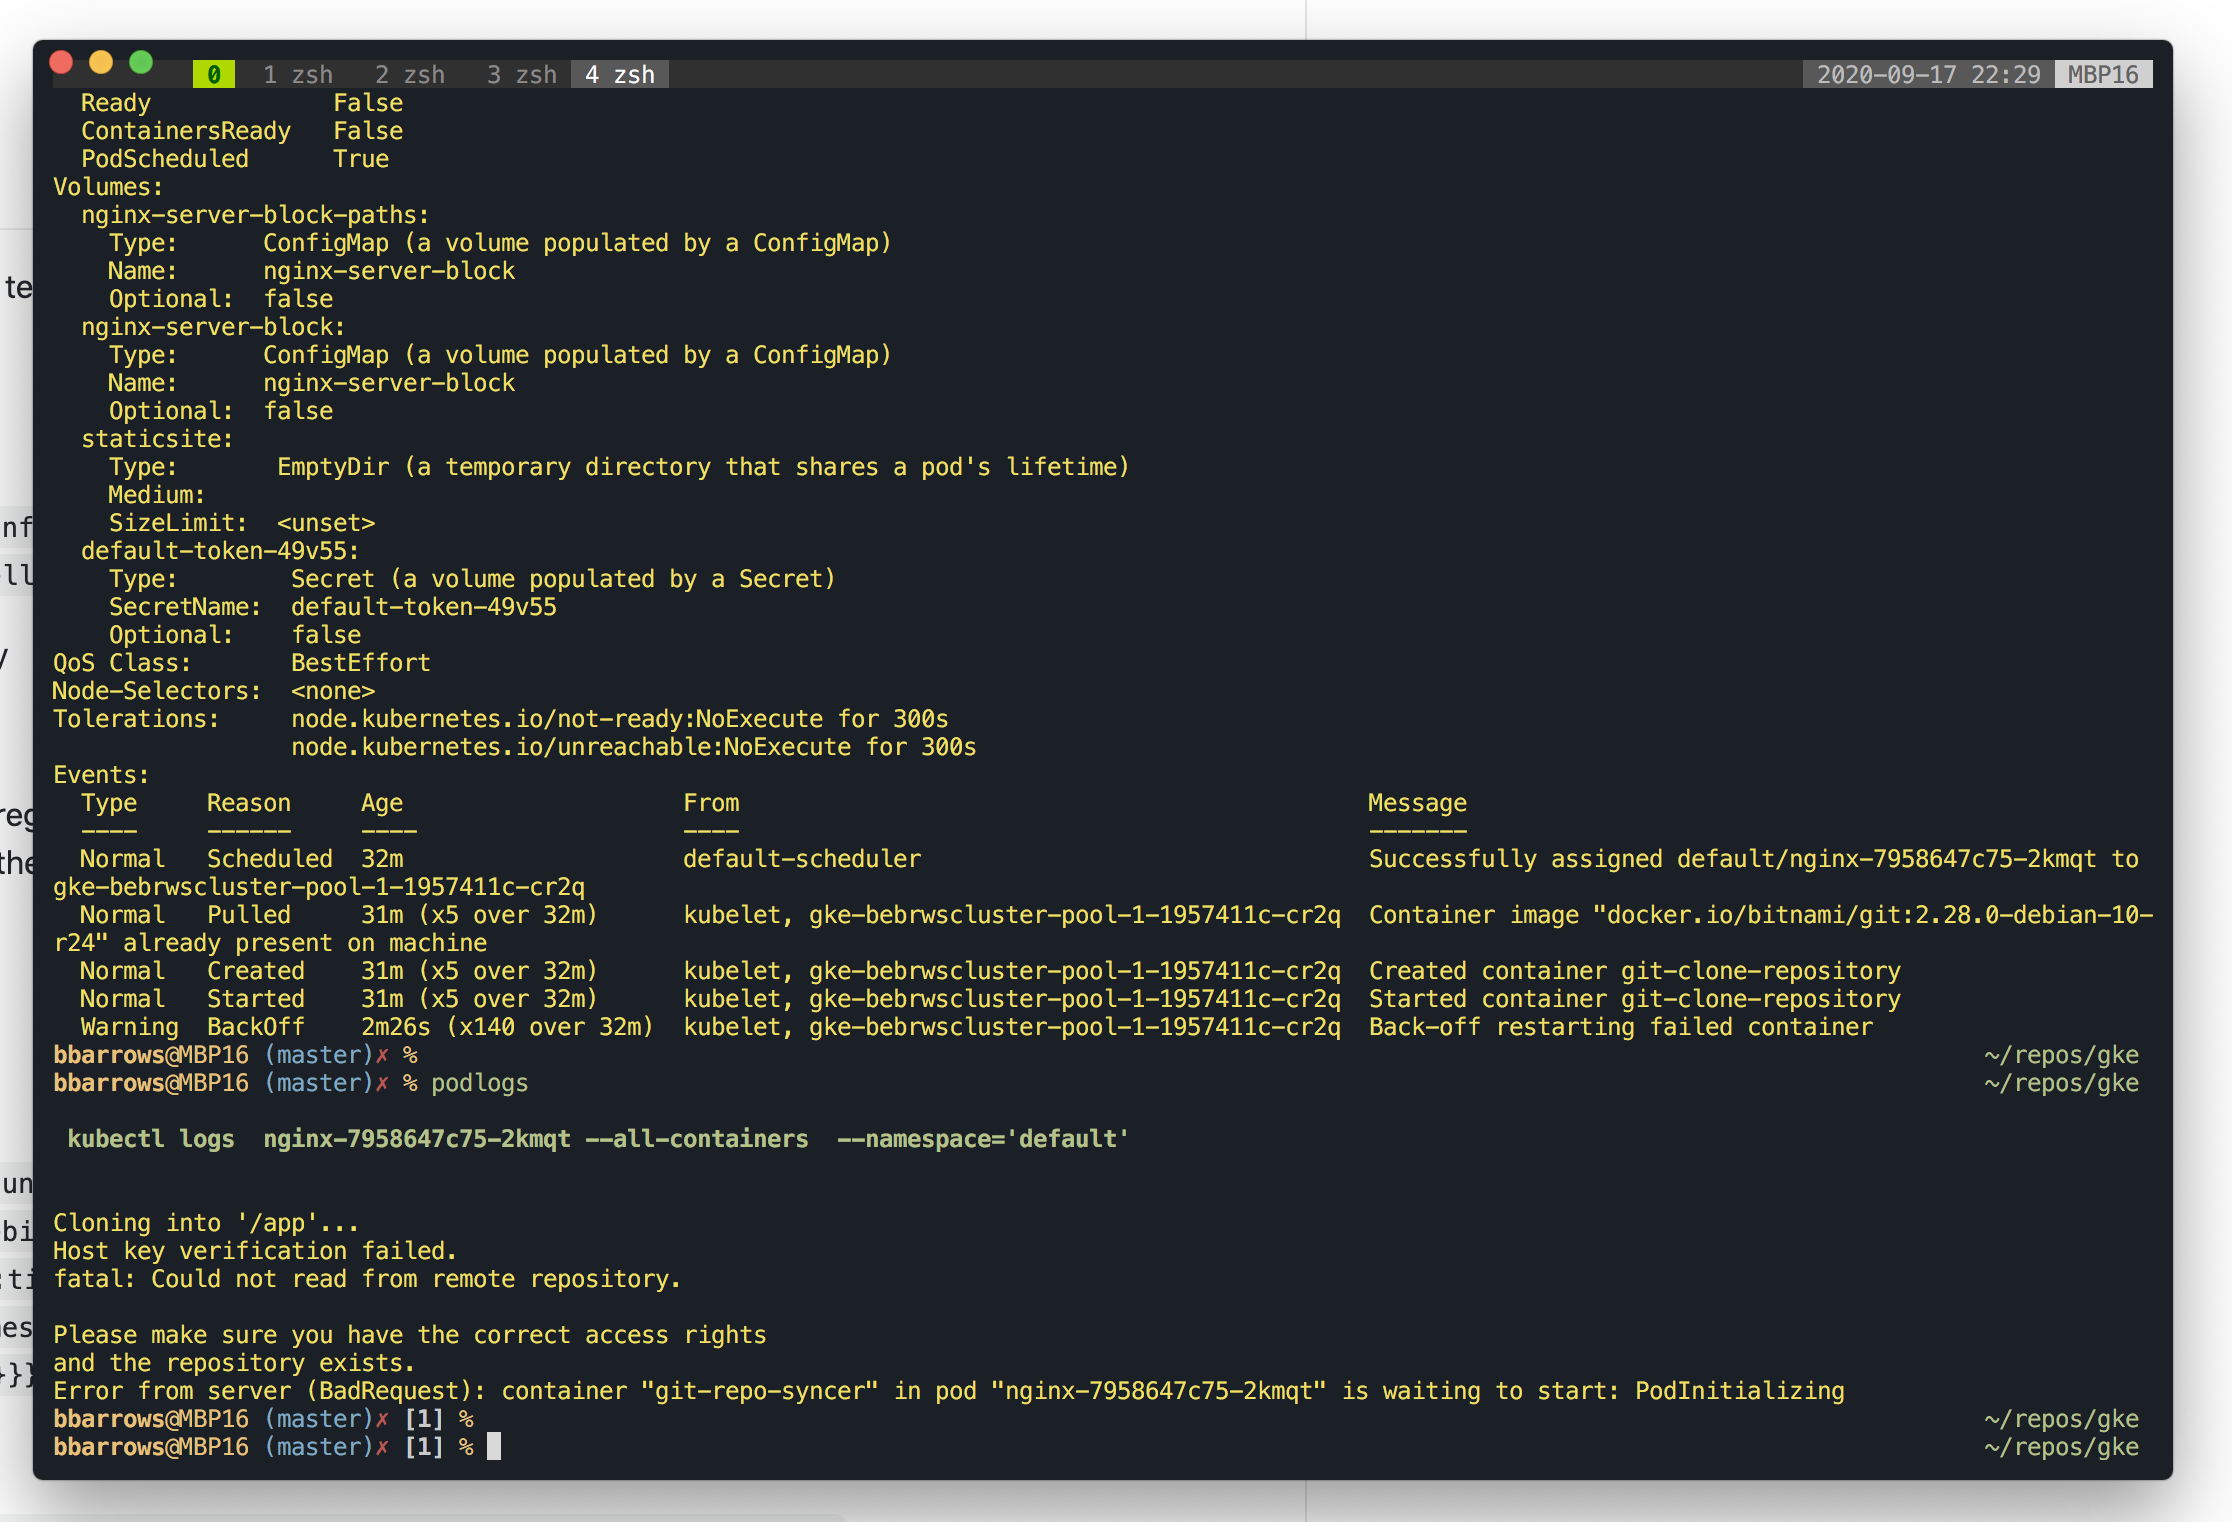 0 1 zsh 2 zsh 3 zsh 4 zsh 2020-09-17 22:29 MBP16
Ready False
ContainersReady False
PodScheduled True
Volumes:
nginx-server-block-paths:
Type: ConfigMap (a volume populated by a ConfigMap)
Name: nginx-server-block
Optional: false
nginx-server-block:
Type: ConfigMap (a volume populated by a ConfigMap)
Name: nginx-server-block
Optional: false
staticsite:
Type: EmptyDir (a temporary directory that shares a pod's lifetime)
Medium:
SizeLimit: <unset>
default-token-49v55:
Type: Secret (a volume populated by a Secret)
SecretName: default-token-49v55
Optional: false
QoS Class: BestEffort
Node-Selectors: <none>
Tolerations: node.kubernetes.io/not-ready:NoExecute for 300s
node.kubernetes.io/unreachable:NoExecute for 300s
Events:
Type Reason Age From Message
---- ------ ---- ---- -------
Normal Scheduled 32m default-scheduler Successfully assigned default/nginx-7958647c75-2kmqt to
gke-bebrwscluster-pool-1-1957411c-cr2q
Normal Pulled 31m (x5 over 32m) kubelet, gke-bebrwscluster-pool-1-1957411c-cr2q Container image "docker.io/bitnami/git:2.28.0-debian-10-
r24" already present on machine
Normal Created 31m (x5 over 32m) kubelet, gke-bebrwscluster-pool-1-1957411c-cr2q Created container git-clone-repository
Normal Started 31m (x5 over 32m) kubelet, gke-bebrwscluster-pool-1-1957411c-cr2q Started container git-clone-repository
Warning BackOff 2m26s (x140 over 32m) kubelet, gke-bebrwscluster-pool-1-1957411c-cr2q Back-off restarting failed container
bbarrows@MBP16 (master)✗ % ~/repos/gke
bbarrows@MBP16 (master)✗ % podlogs ~/repos/gke
kubectl logs nginx-7958647c75-2kmqt --all-containers --namespace='default'
Cloning into '/app'...
Host key verification failed.
fatal: Could not read from remote repository.
Please make sure you have the correct access rights
and the repository exists.
Error from server (BadRequest): container "git-repo-syncer" in pod "nginx-7958647c75-2kmqt" is waiting to start: PodInitializing
bbarrows@MBP16 (master)✗ [1] % ~/repos/gke
bbarrows@MBP16 (master)✗ [1] % ~/repos/gke